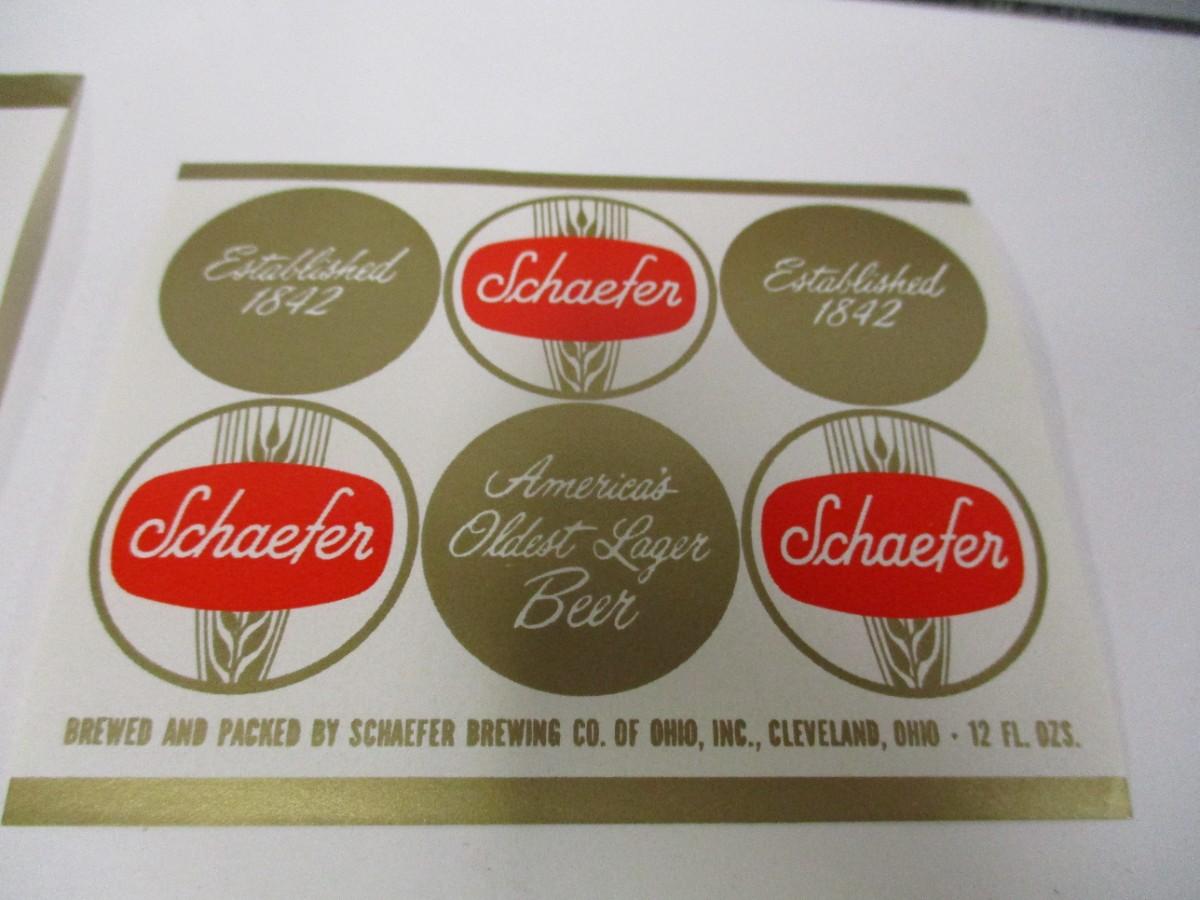 Established
1842
Schaefer
Established
1842
Schaefer
America's
Oldest Lager
Beer
Schaefer
BREWED AND PACKED BY SCHAEFER BREWING CO. OF OHIO, INC., CLEVELAND, OHIO · 12 FL. OZS.